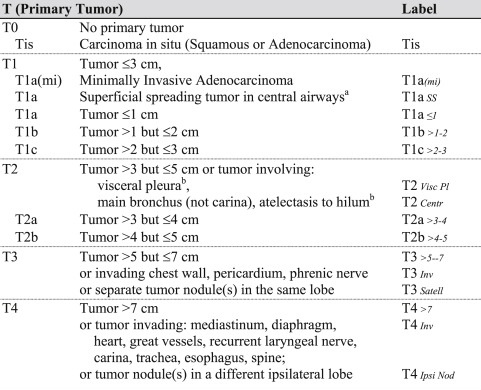 T (Primary Tumor) Label
T0 No primary tumor
Tis Carcinoma in situ (Squamous or Adenocarcinoma) Tis
T1 Tumor ≤3 cm,
T1a(mi) Minimally Invasive Adenocarcinoma T1a(mi)
T1a Superficial spreading tumor in central airwaysᵃ T1a SS
T1a Tumor ≤1 cm T1a ≤1
T1b Tumor >1 but ≤2 cm T1b >1-2
T1c Tumor >2 but ≤3 cm T1c >2-3
T2 Tumor >3 but ≤5 cm or tumor involving:
visceral pleuraᵇ, T2 Visc Pl
main bronchus (not carina), atelectasis to hilumᵇ T2 Centr
T2a Tumor >3 but ≤4 cm T2a >3-4
T2b Tumor >4 but ≤5 cm T2b >4-5
T3 Tumor >5 but ≤7 cm T3 >5--7
or invading chest wall, pericardium, phrenic nerve T3 Inv
or separate tumor nodule(s) in the same lobe T3 Satell
T4 Tumor >7 cm T4 >7
or tumor invading: mediastinum, diaphragm, T4 Inv
heart, great vessels, recurrent laryngeal nerve,
carina, trachea, esophagus, spine;
or tumor nodule(s) in a different ipsilateral lobe T4 Ipsi Nod